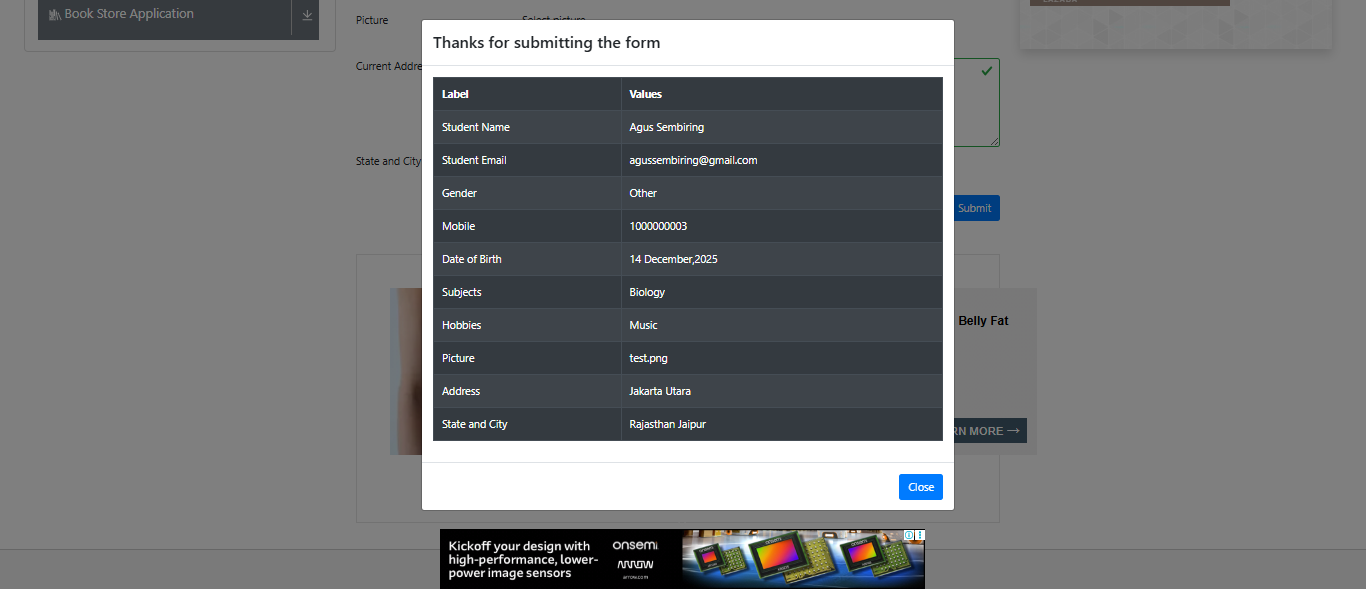 Book Store Application
Picture
Select picture
Current Addre
State and City
Submit
Thanks for submitting the form
Label Values
Student Name Agus Sembiring
Student Email agussembiring@gmail.com
Gender Other
Mobile 1000000003
Date of Birth 14 December,2025
Subjects Biology
Hobbies Music
Picture test.png
Address Jakarta Utara
State and City Rajasthan Jaipur
Close
Belly Fat
RN MORE →
Kickoff your design with
high-performance, lower-
power image sensors
onsemi
ARROW